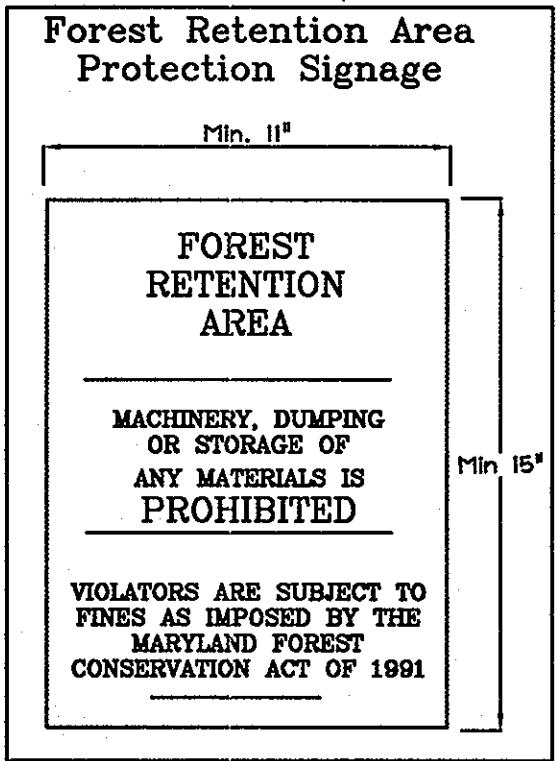 Forest Retention Area
Protection Signage
Min. 11"
FOREST
RETENTION
AREA
MACHINERY, DUMPING
OR STORAGE OF
ANY MATERIALS IS
PROHIBITED
Min 15"
VIOLATORS ARE SUBJECT TO
FINES AS IMPOSED BY THE
MARYLAND FOREST
CONSERVATION ACT OF 1991